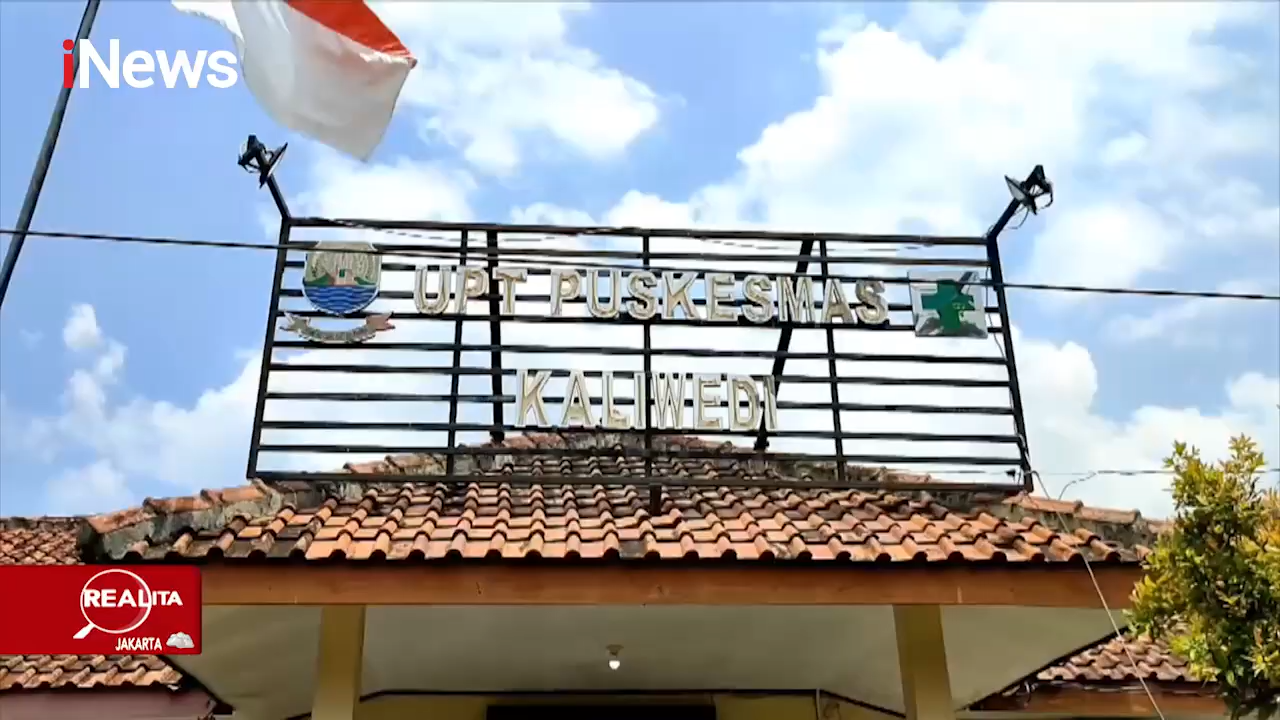 iNews
UPT PUSKESMAS
KALIWEDI
REALITA
JAKARTA